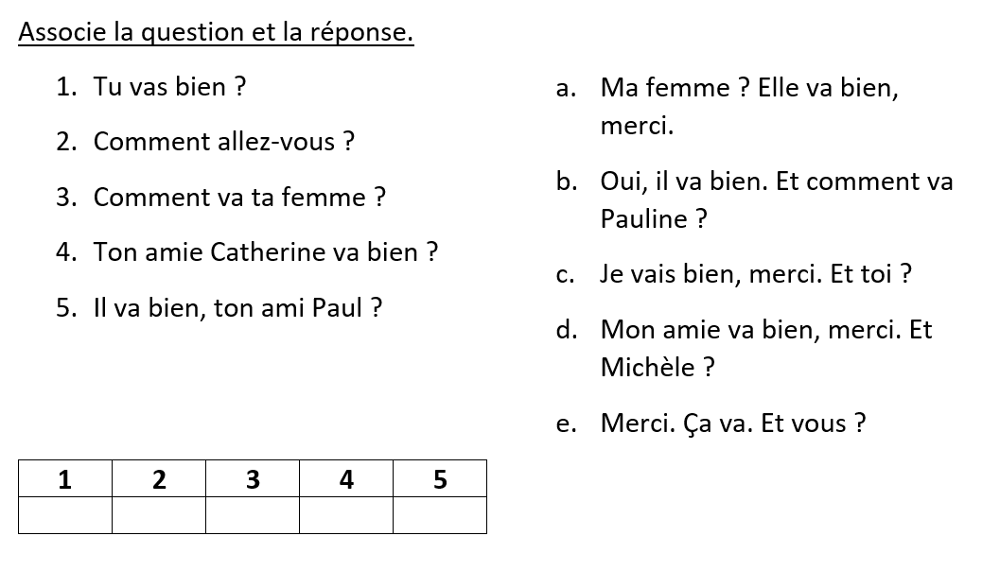 Associe la question et la réponse.
1. Tu vas bien ?
2. Comment allez-vous ?
3. Comment va ta femme ?
4. Ton amie Catherine va bien ?
5. Il va bien, ton ami Paul ?
a. Ma femme ? Elle va bien,
merci.
b. Oui, il va bien. Et comment va
Pauline ?
c. Je vais bien, merci. Et toi ?
d. Mon amie va bien, merci. Et
Michèle ?
e. Merci. Ça va. Et vous ?
1 2 3 4 5